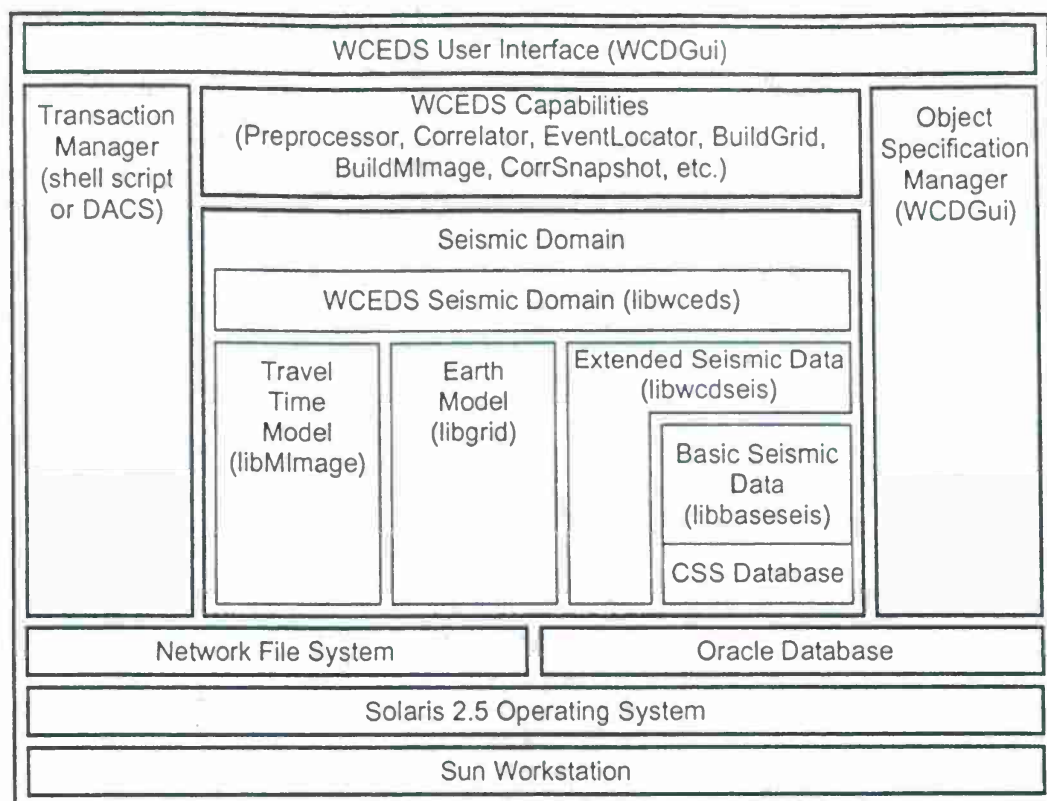 WCEDS User Interface (WCDGui)
Transaction
Manager
(shell script
or DACS)
WCEDS Capabilities
(Preprocessor, Correlator, EventLocator, BuildGrid,
BuildMImage, CorrSnapshot, etc.)
Object
Specification
Manager
(WCDGui)
Seismic Domain
WCEDS Seismic Domain (libwceds)
Travel
Time
Model
(libMImage)
Earth
Model
(libgrid)
Extended Seismic Data
(libwcdseis)
Basic Seismic
Data
(libbaseseis)
CSS Database
Network File System
Oracle Database
Solaris 2.5 Operating System
Sun Workstation